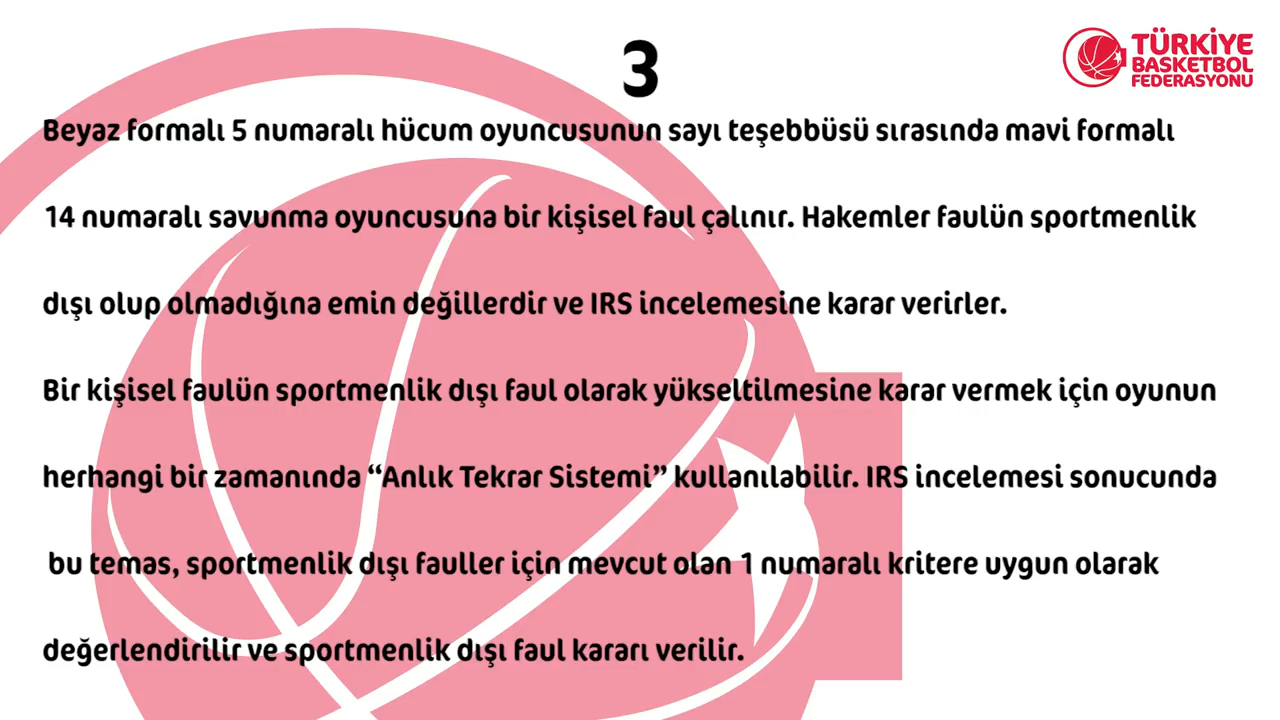 3
TÜRKİYE
BASKETBOL
FEDERASYONU
Beyaz formalı 5 numaralı hücum oyuncusunun sayı teşebbüsü sırasında mavi formalı
14 numaralı savunma oyuncusuna bir kişisel faul çalınır. Hakemler faulün sportmenlik
dışı olup olmadığına emin değillerdir ve IRS incelemesine karar verirler.
Bir kişisel faulün sportmenlik dışı faul olarak yükseltilmesine karar vermek için oyunun
herhangi bir zamanında “Anlık Tekrar Sistemi” kullanılabilir. IRS incelemesi sonucunda
bu temas, sportmenlik dışı fauller için mevcut olan 1 numaralı kritere uygun olarak
değerlendirilir ve sportmenlik dışı faul kararı verilir.